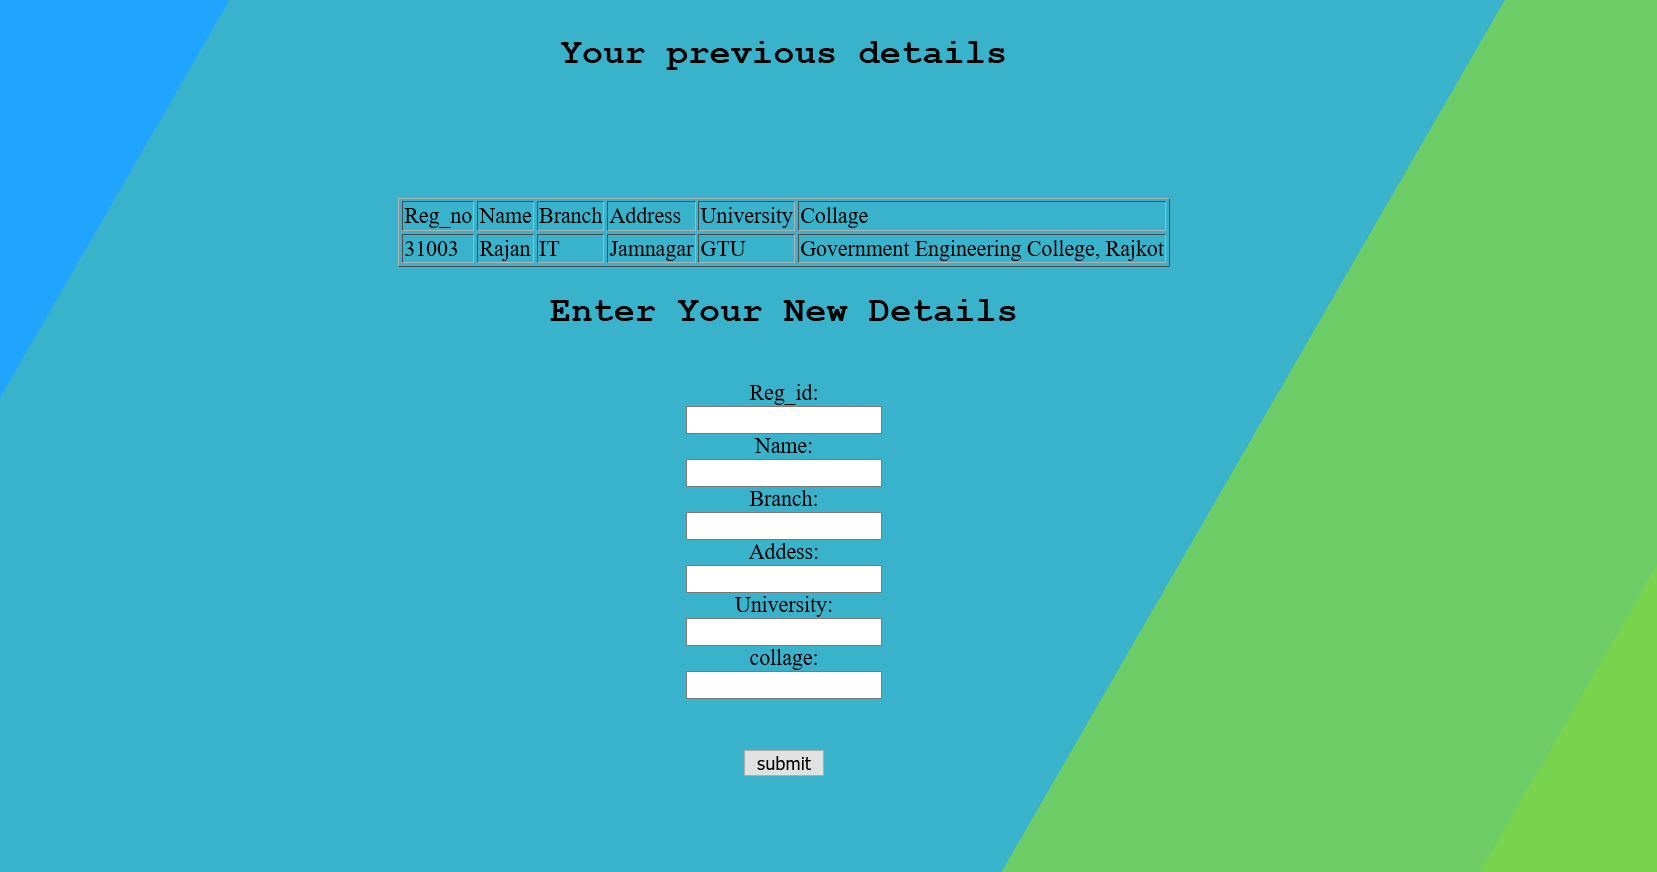 Your previous details
Reg_no Name Branch Address University Collage
31003 Rajan IT Jamnagar GTU Government Engineering College, Rajkot
Enter Your New Details
Reg_id:
Name:
Branch:
Addess:
University:
collage:
submit